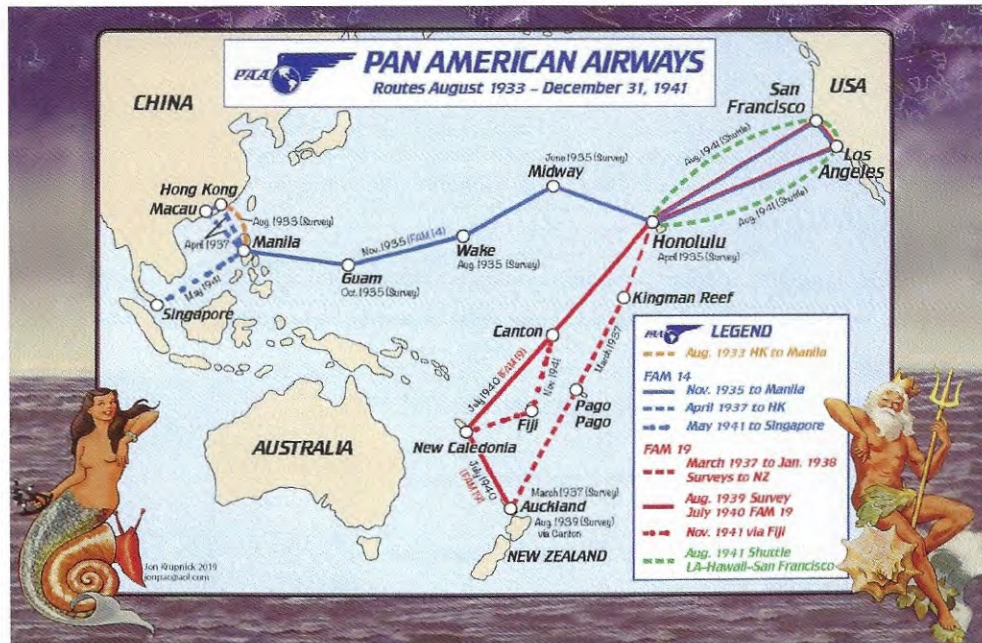 PAA
PAN AMERICAN AIRWAYS
Routes August 1933 – December 31, 1941
CHINA
USA
San
Francisco
Los
Angeles
Aug. 1941 (Shuttle)
Aug. 1941 (Shuttle)
June 1935 (Survey)
Midway
Hong Kong
Macau
Aug. 1933 (Survey)
April 1937
Manila
Nov. 1935 (FAM 14)
Wake
Aug. 1935 (Survey)
Honolulu
April 1935 (Survey)
Guam
Oct. 1935 (Survey)
May 1941
Singapore
Kingman Reef
Canton
March 1937
July 1940 (FAM 19)
Nov. 1941
Fiji
Pago
Pago
New Caledonia
AUSTRALIA
July 1940
(FAM 19)
March 1937 (Survey)
Auckland
Aug. 1939 (Survey)
via Canton
NEW ZEALAND
PAA
LEGEND
Aug. 1933 HK to Manila
FAM 14
Nov. 1935 to Manila
April 1937 to HK
May 1941 to Singapore
FAM 19
March 1937 to Jan. 1938
Surveys to NZ
Aug. 1939 Survey
July 1940 FAM 19
Nov. 1941 via Fiji
Aug. 1941 Shuttle
LA-Hawaii-San Francisco
Jon Krupnick 2019
jonpac@aol.com